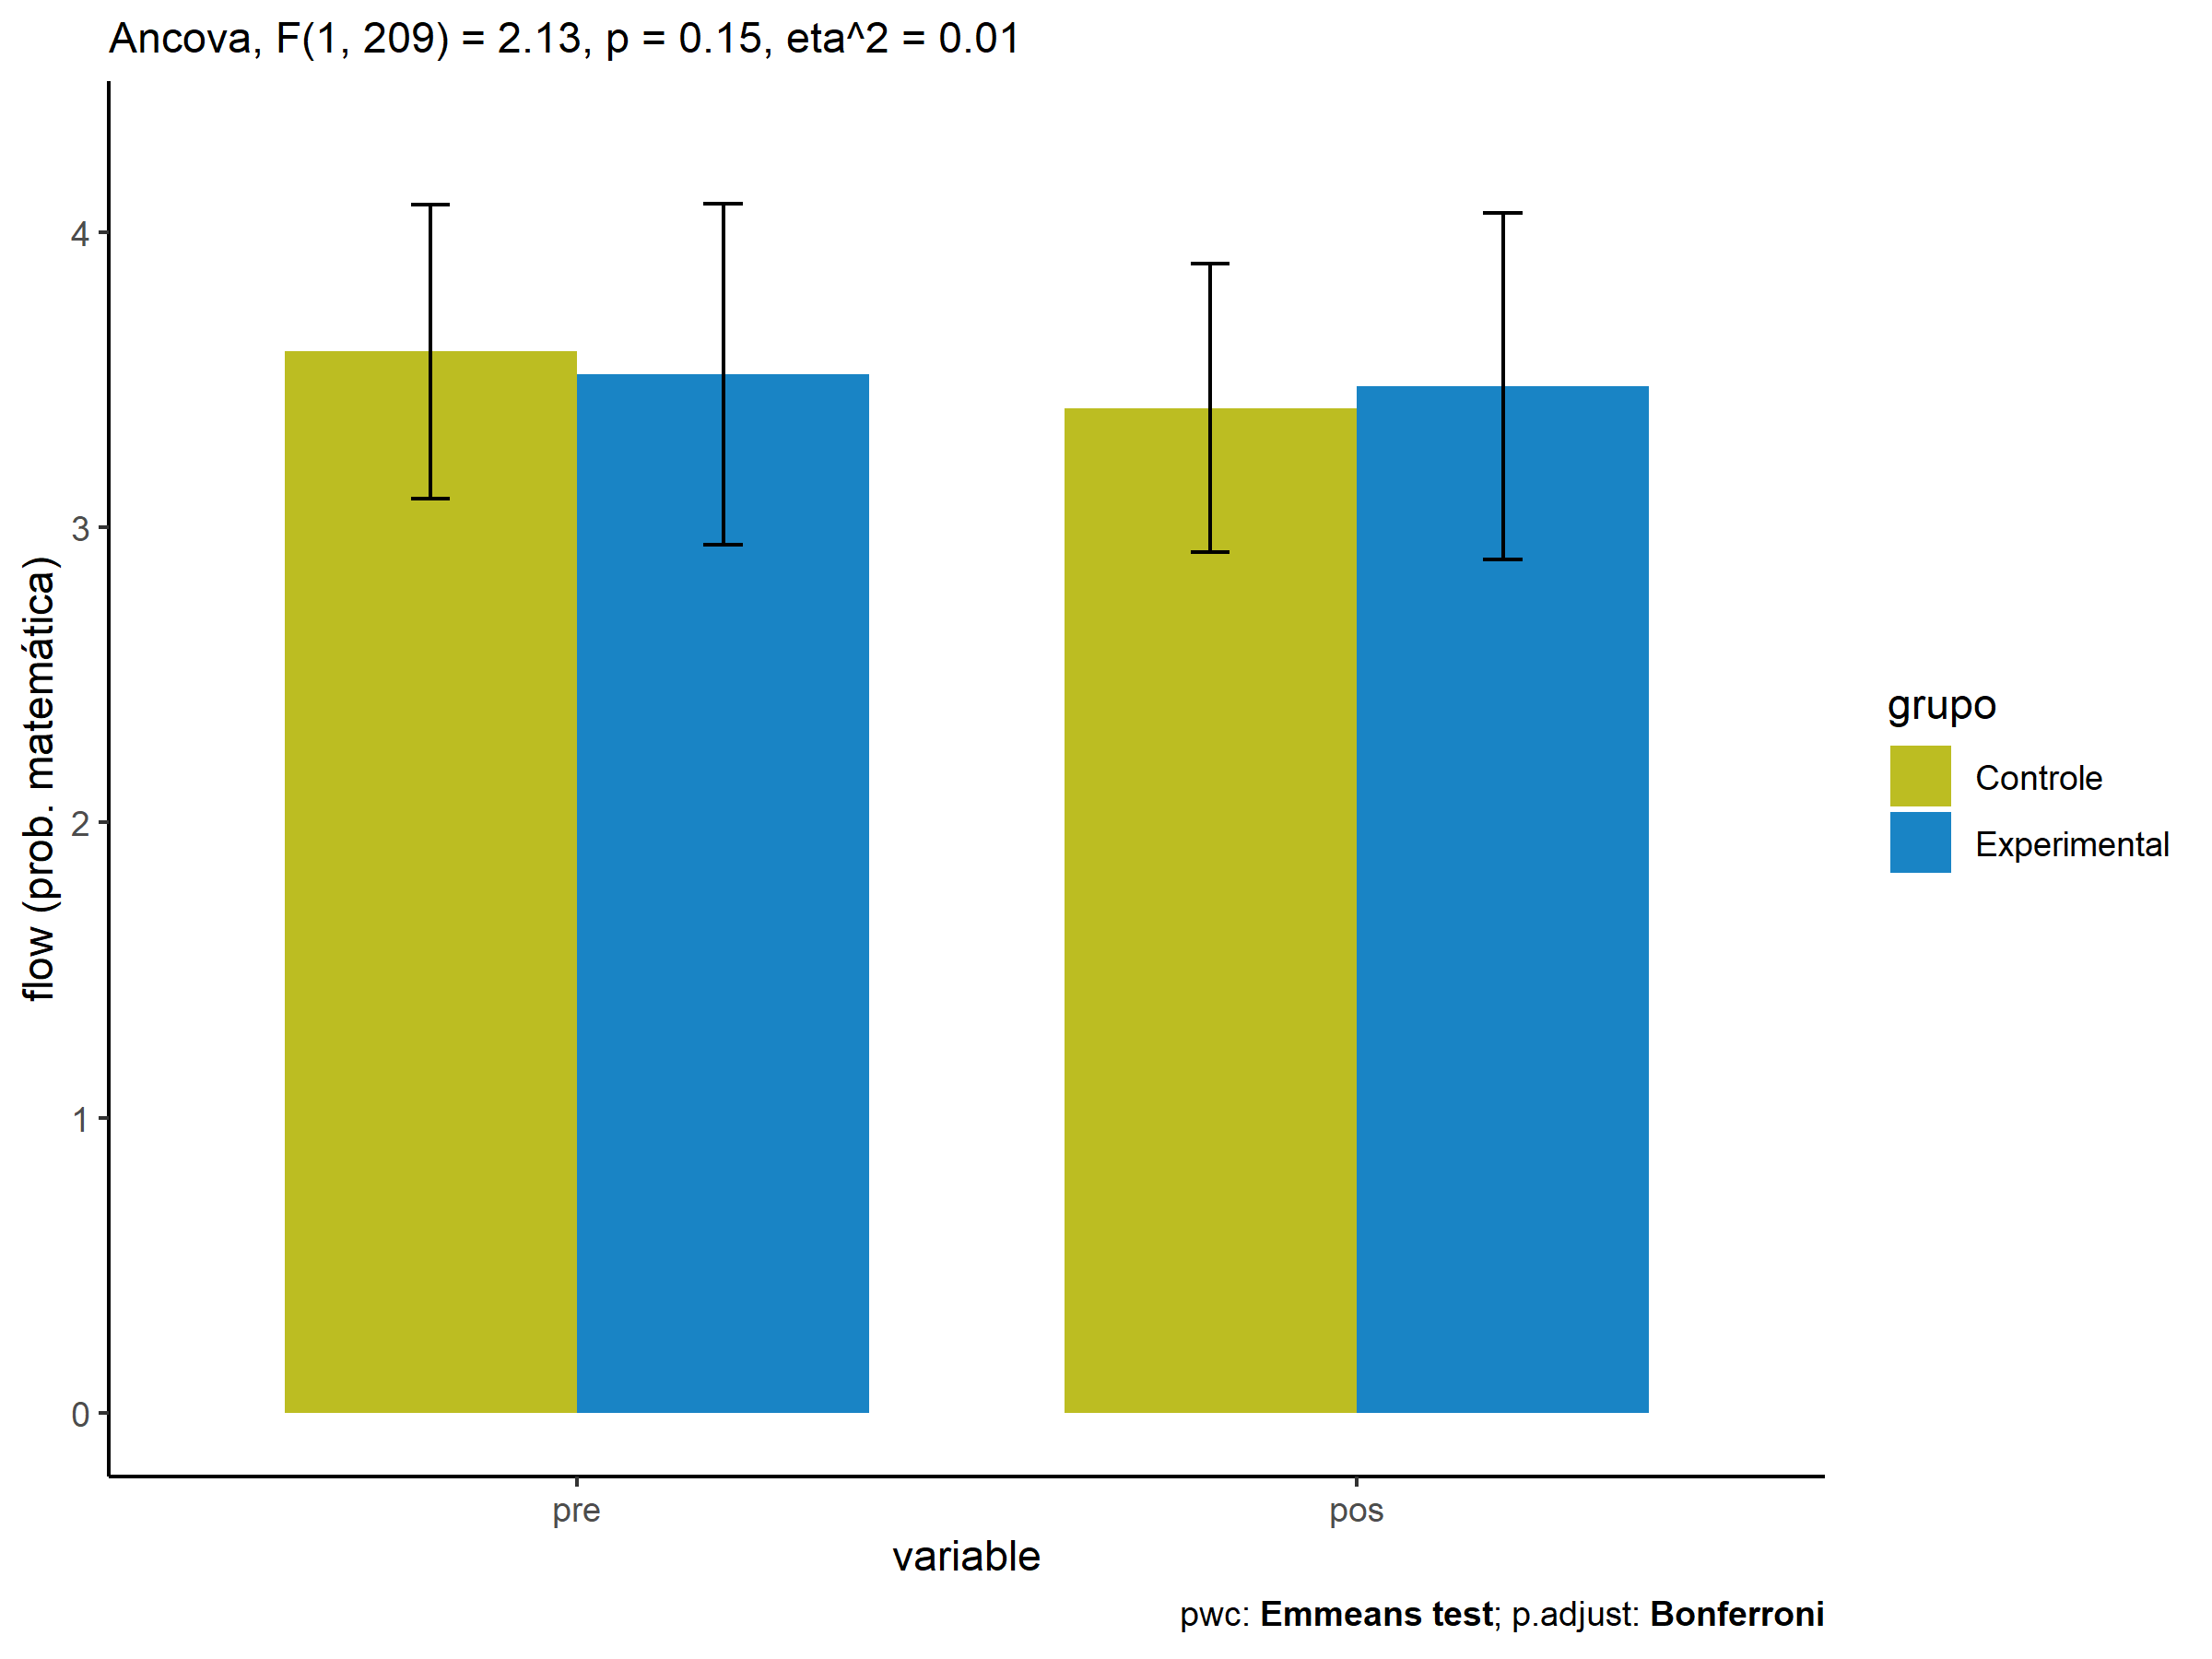 Ancova, F(1, 209) = 2.13, p = 0.15, eta^2 = 0.01
flow (prob. matemática)
4
3
2
1
0
pre
pos
variable
grupo
Controle
Experimental
pwc: Emmeans test; p.adjust: Bonferroni